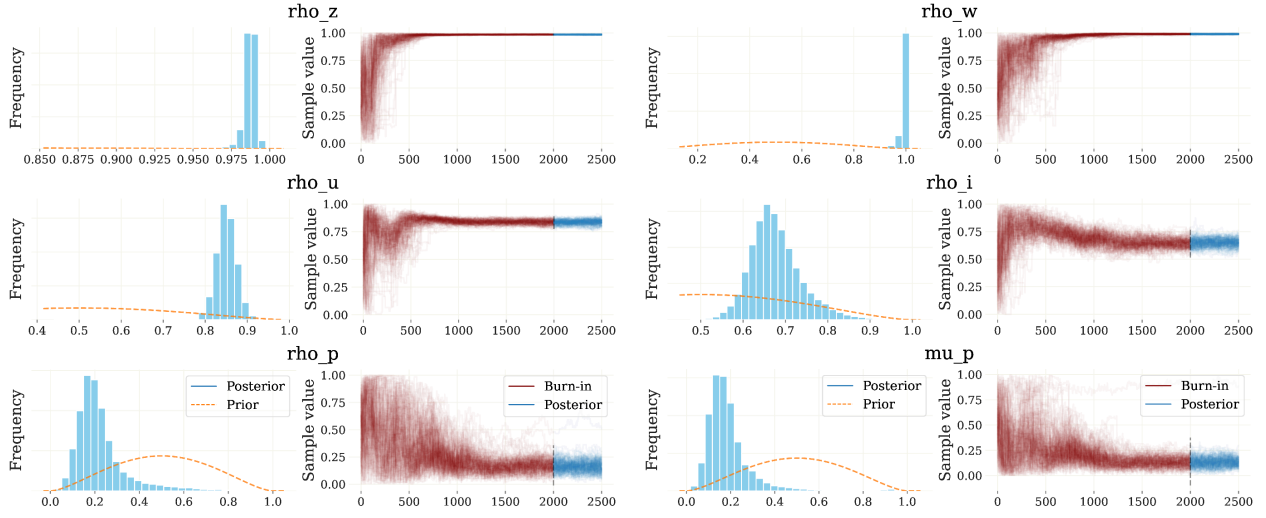 rho_z
Frequency
0.850 0.875 0.900 0.925 0.950 0.975 1.000
Sample value
1.00
0.75
0.50
0.25
0.00
0 500 1000 1500 2000 2500
rho_w
Frequency
0.2 0.4 0.6 0.8 1.0
Sample value
1.00
0.75
0.50
0.25
0.00
0 500 1000 1500 2000 2500
rho_u
Frequency
0.4 0.5 0.6 0.7 0.8 0.9 1.0
Sample value
1.00
0.75
0.50
0.25
0.00
0 500 1000 1500 2000 2500
rho_i
Frequency
0.5 0.6 0.7 0.8 0.9 1.0
Sample value
1.00
0.75
0.50
0.25
0.00
0 500 1000 1500 2000 2500
rho_p
Frequency
Posterior
Prior
0.0 0.2 0.4 0.6 0.8 1.0
Sample value
1.00
0.75
0.50
0.25
0.00
Burn-in
Posterior
0 500 1000 1500 2000 2500
mu_p
Frequency
Posterior
Prior
0.0 0.2 0.4 0.6 0.8 1.0
Sample value
1.00
0.75
0.50
0.25
0.00
Burn-in
Posterior
0 500 1000 1500 2000 2500